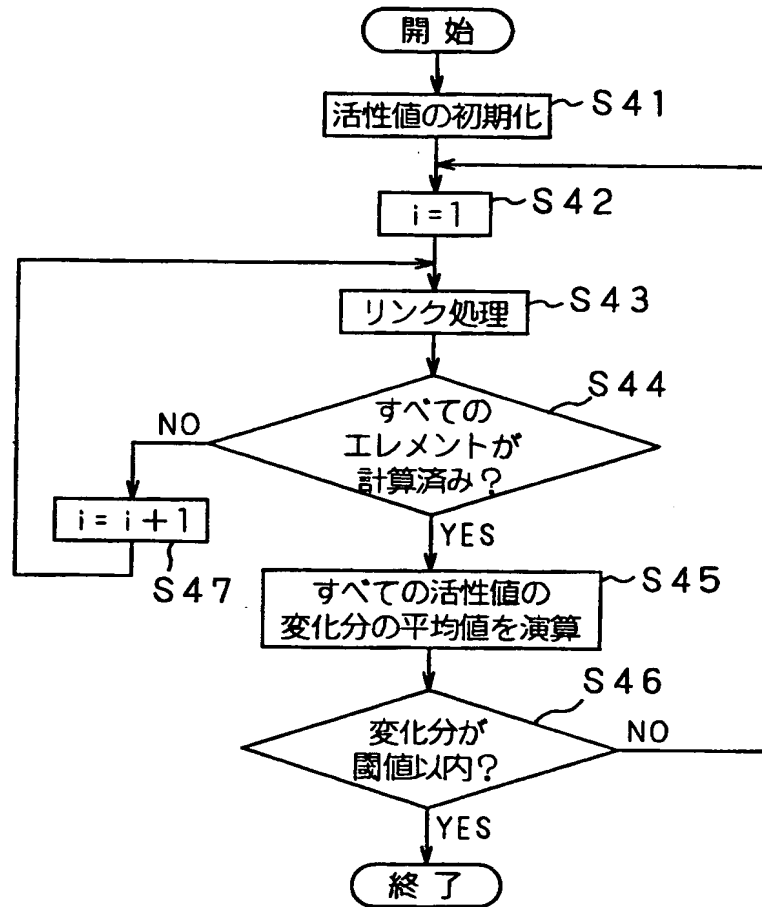 開始
活性値の初期化
S41
i=1
S42
リンク処理
S43
すべての
エレメントが
計算済み?
S44
NO
YES
i=i+1
S47
すべての活性値の
変化分の平均値を演算
S45
変化分が
閾値以内?
S46
NO
YES
終了